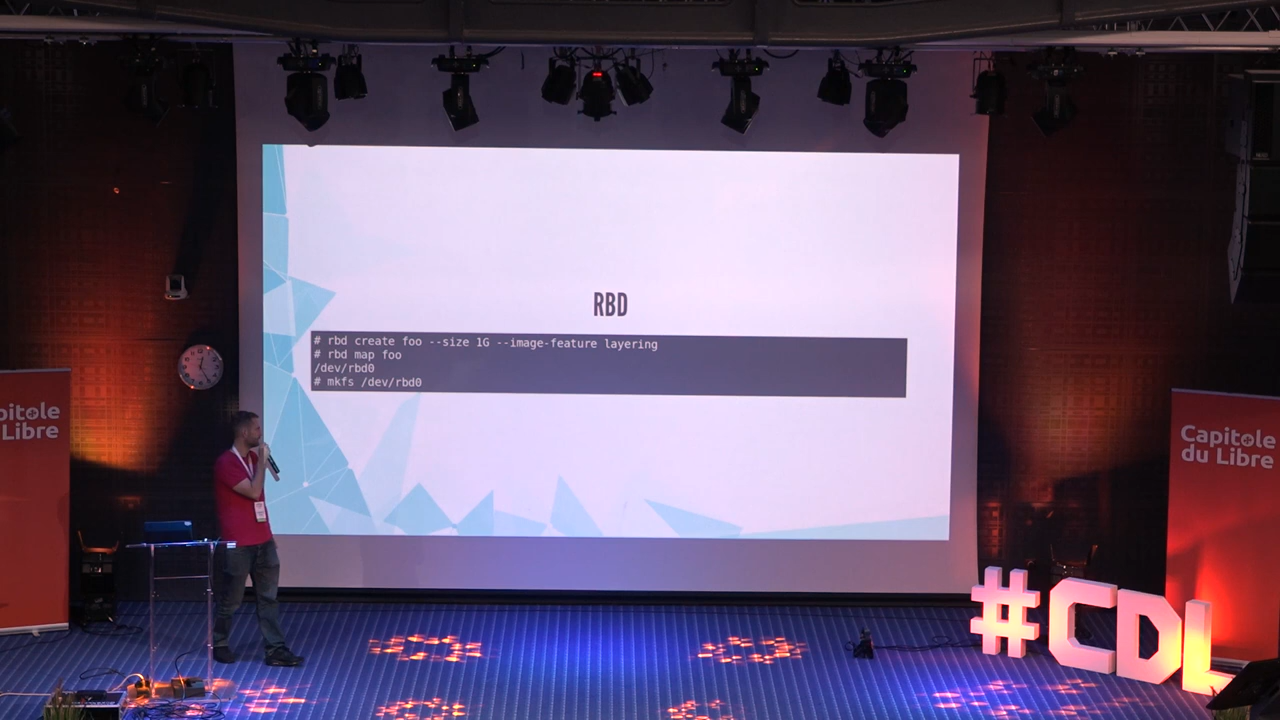 RBD
# rbd create foo --size 1G --image-feature layering
# rbd map foo
/dev/rbd0
# mkfs /dev/rbd0
pitole
Libre
Capitole
du Libre
#CDL